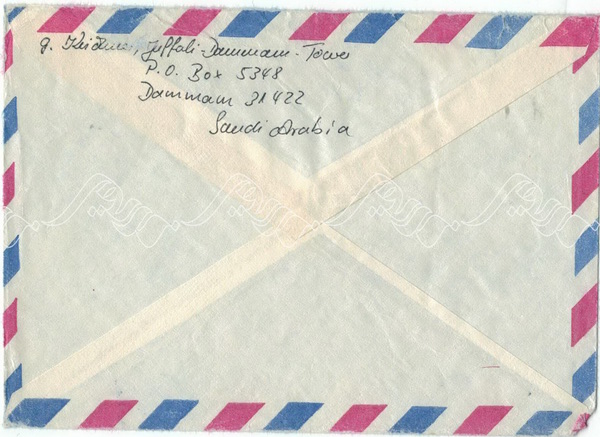 g. Juffali-Dammam-Tower
P.O. Box 5348
Dammam 31422
Saudi Arabia